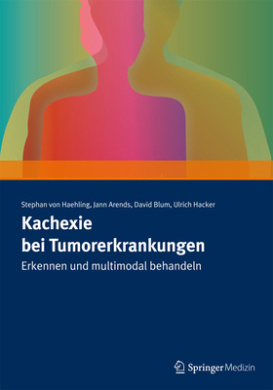 Stephan von Haehling, Jann Arends, David Blum, Ulrich Hacker
Kachexie
bei Tumorerkrankungen
Erkennen und multimodal behandeln
Springer Medizin